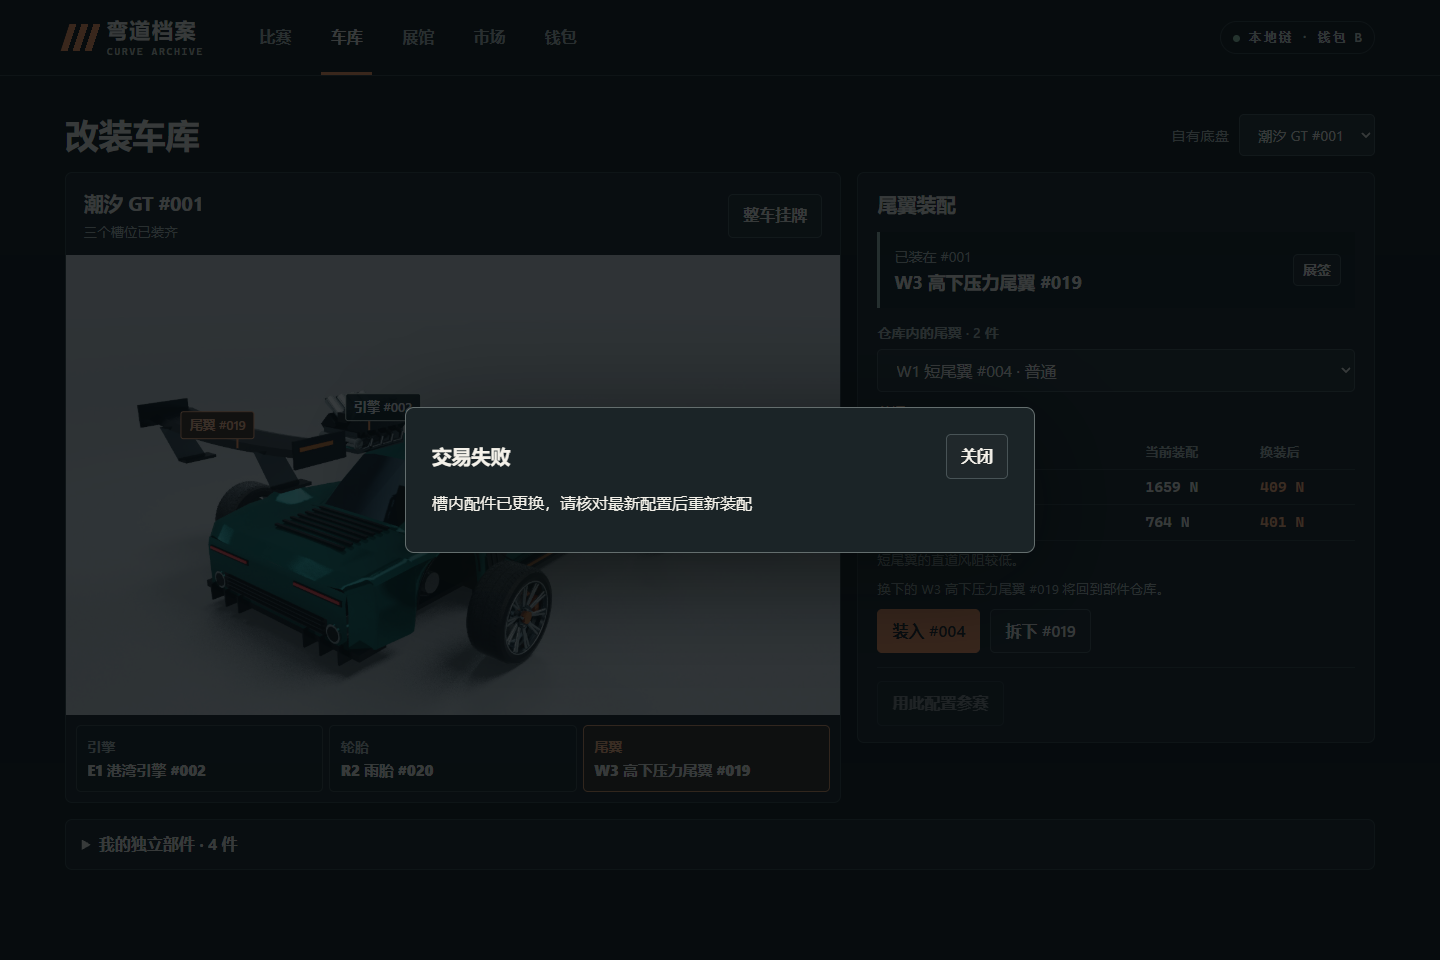 弯道档案
CURVE ARCHIVE
比赛
车库
展馆
市场
钱包
本地链 · 钱包 B
改装车库
自有底盘
潮汐 GT #001
潮汐 GT #001
三个槽位已装齐
整车挂牌
尾翼 #019
引擎 #002
引擎
E1 港湾引擎 #002
轮胎
R2 雨胎 #020
尾翼
W3 高下压力尾翼 #019
尾翼装配
已装在 #001
W3 高下压力尾翼 #019
展签
仓库内的尾翼 · 2 件
W1 短尾翼 #004 · 普通
当前装配
换装后
1659 N
409 N
764 N
401 N
短尾翼的直道风阻较低。
换下的 W3 高下压力尾翼 #019 将回到部件仓库。
装入 #004
拆下 #019
用此配置参赛
交易失败
关闭
槽内配件已更换，请核对最新配置后重新装配
我的独立部件 · 4 件